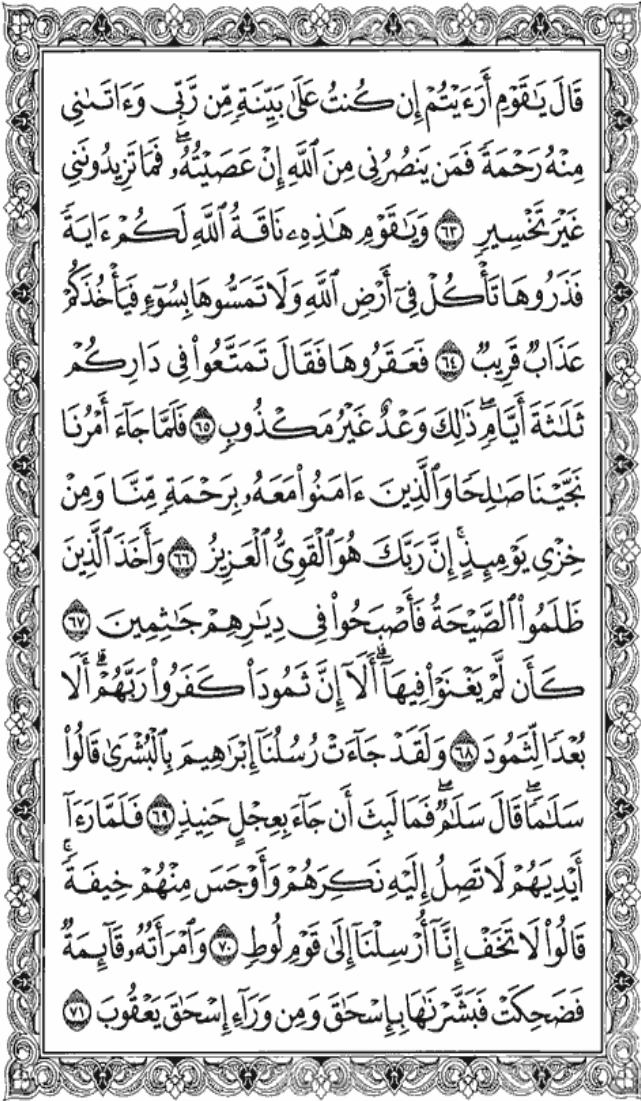 قَالَ يَٰقَوْمِ أَرَءَيْتُمْ إِن كُنتُ عَلَىٰ بَيِّنَةٍ مِّن رَّبِّى وَءَاتَىٰنِى
مِنْهُ رَحْمَةً فَمَن يَنصُرُنِى مِنَ ٱللَّهِ إِنْ عَصَيْتُهُۥۖ فَمَا تَزِيدُونَنِى
غَيْرَ تَخْسِيرٍ ٦٣ وَيَٰقَوْمِ هَٰذِهِۦ نَاقَةُ ٱللَّهِ لَكُمْ ءَايَةً
فَذَرُوهَا تَأْكُلْ فِىٓ أَرْضِ ٱللَّهِ وَلَا تَمَسُّوهَا بِسُوٓءٍ فَيَأْخُذَكُمْ
عَذَابٌ قَرِيبٌ ٦٤ فَعَقَرُوهَا فَقَالَ تَمَتَّعُوا۟ فِى دَارِكُمْ
ثَلَٰثَةَ أَيَّامٍۖ ذَٰلِكَ وَعْدٌ غَيْرُ مَكْذُوبٍ ٦٥ فَلَمَّا جَآءَ أَمْرُنَا
نَجَّيْنَا صَٰلِحًا وَٱلَّذِينَ ءَامَنُوا۟ مَعَهُۥ بِرَحْمَةٍ مِّنَّا وَمِنْ
خِزْىِ يَوْمِئِذٍۚ إِنَّ رَبَّكَ هُوَ ٱلْقَوِىُّ ٱلْعَزِيزُ ٦٦ وَأَخَذَ ٱلَّذِينَ
ظَلَمُوا۟ ٱلصَّيْحَةُ فَأَصْبَحُوا۟ فِى دِيَٰرِهِمْ جَٰثِمِينَ ٦٧
كَأَن لَّمْ يَغْنَوْا۟ فِيهَآۗ أَلَآ إِنَّ ثَمُودَا۟ كَفَرُوا۟ رَبَّهُمْۗ أَلَا
بُعْدًا لِّثَمُودَ ٦٨ وَلَقَدْ جَآءَتْ رُسُلُنَآ إِبْرَٰهِيمَ بِٱلْبُشْرَىٰ قَالُوا۟
سَلَٰمًاۖ قَالَ سَلَٰمٌۖ فَمَا لَبِثَ أَن جَآءَ بِعِجْلٍ حَنِيذٍ ٦٩ فَلَمَّا رَءَآ
أَيْدِيَهُمْ لَا تَصِلُ إِلَيْهِ نَكِرَهُمْ وَأَوْجَسَ مِنْهُمْ خِيفَةًۚ
قَالُوا۟ لَا تَخَفْ إِنَّآ أُرْسِلْنَآ إِلَىٰ قَوْمِ لُوطٍ ٧٠ وَٱمْرَأَتُهُۥ قَآئِمَةٌ
فَضَحِكَتْ فَبَشَّرْنَٰهَا بِإِسْحَٰقَ وَمِن وَرَآءِ إِسْحَٰقَ يَعْقُوبَ ٧١